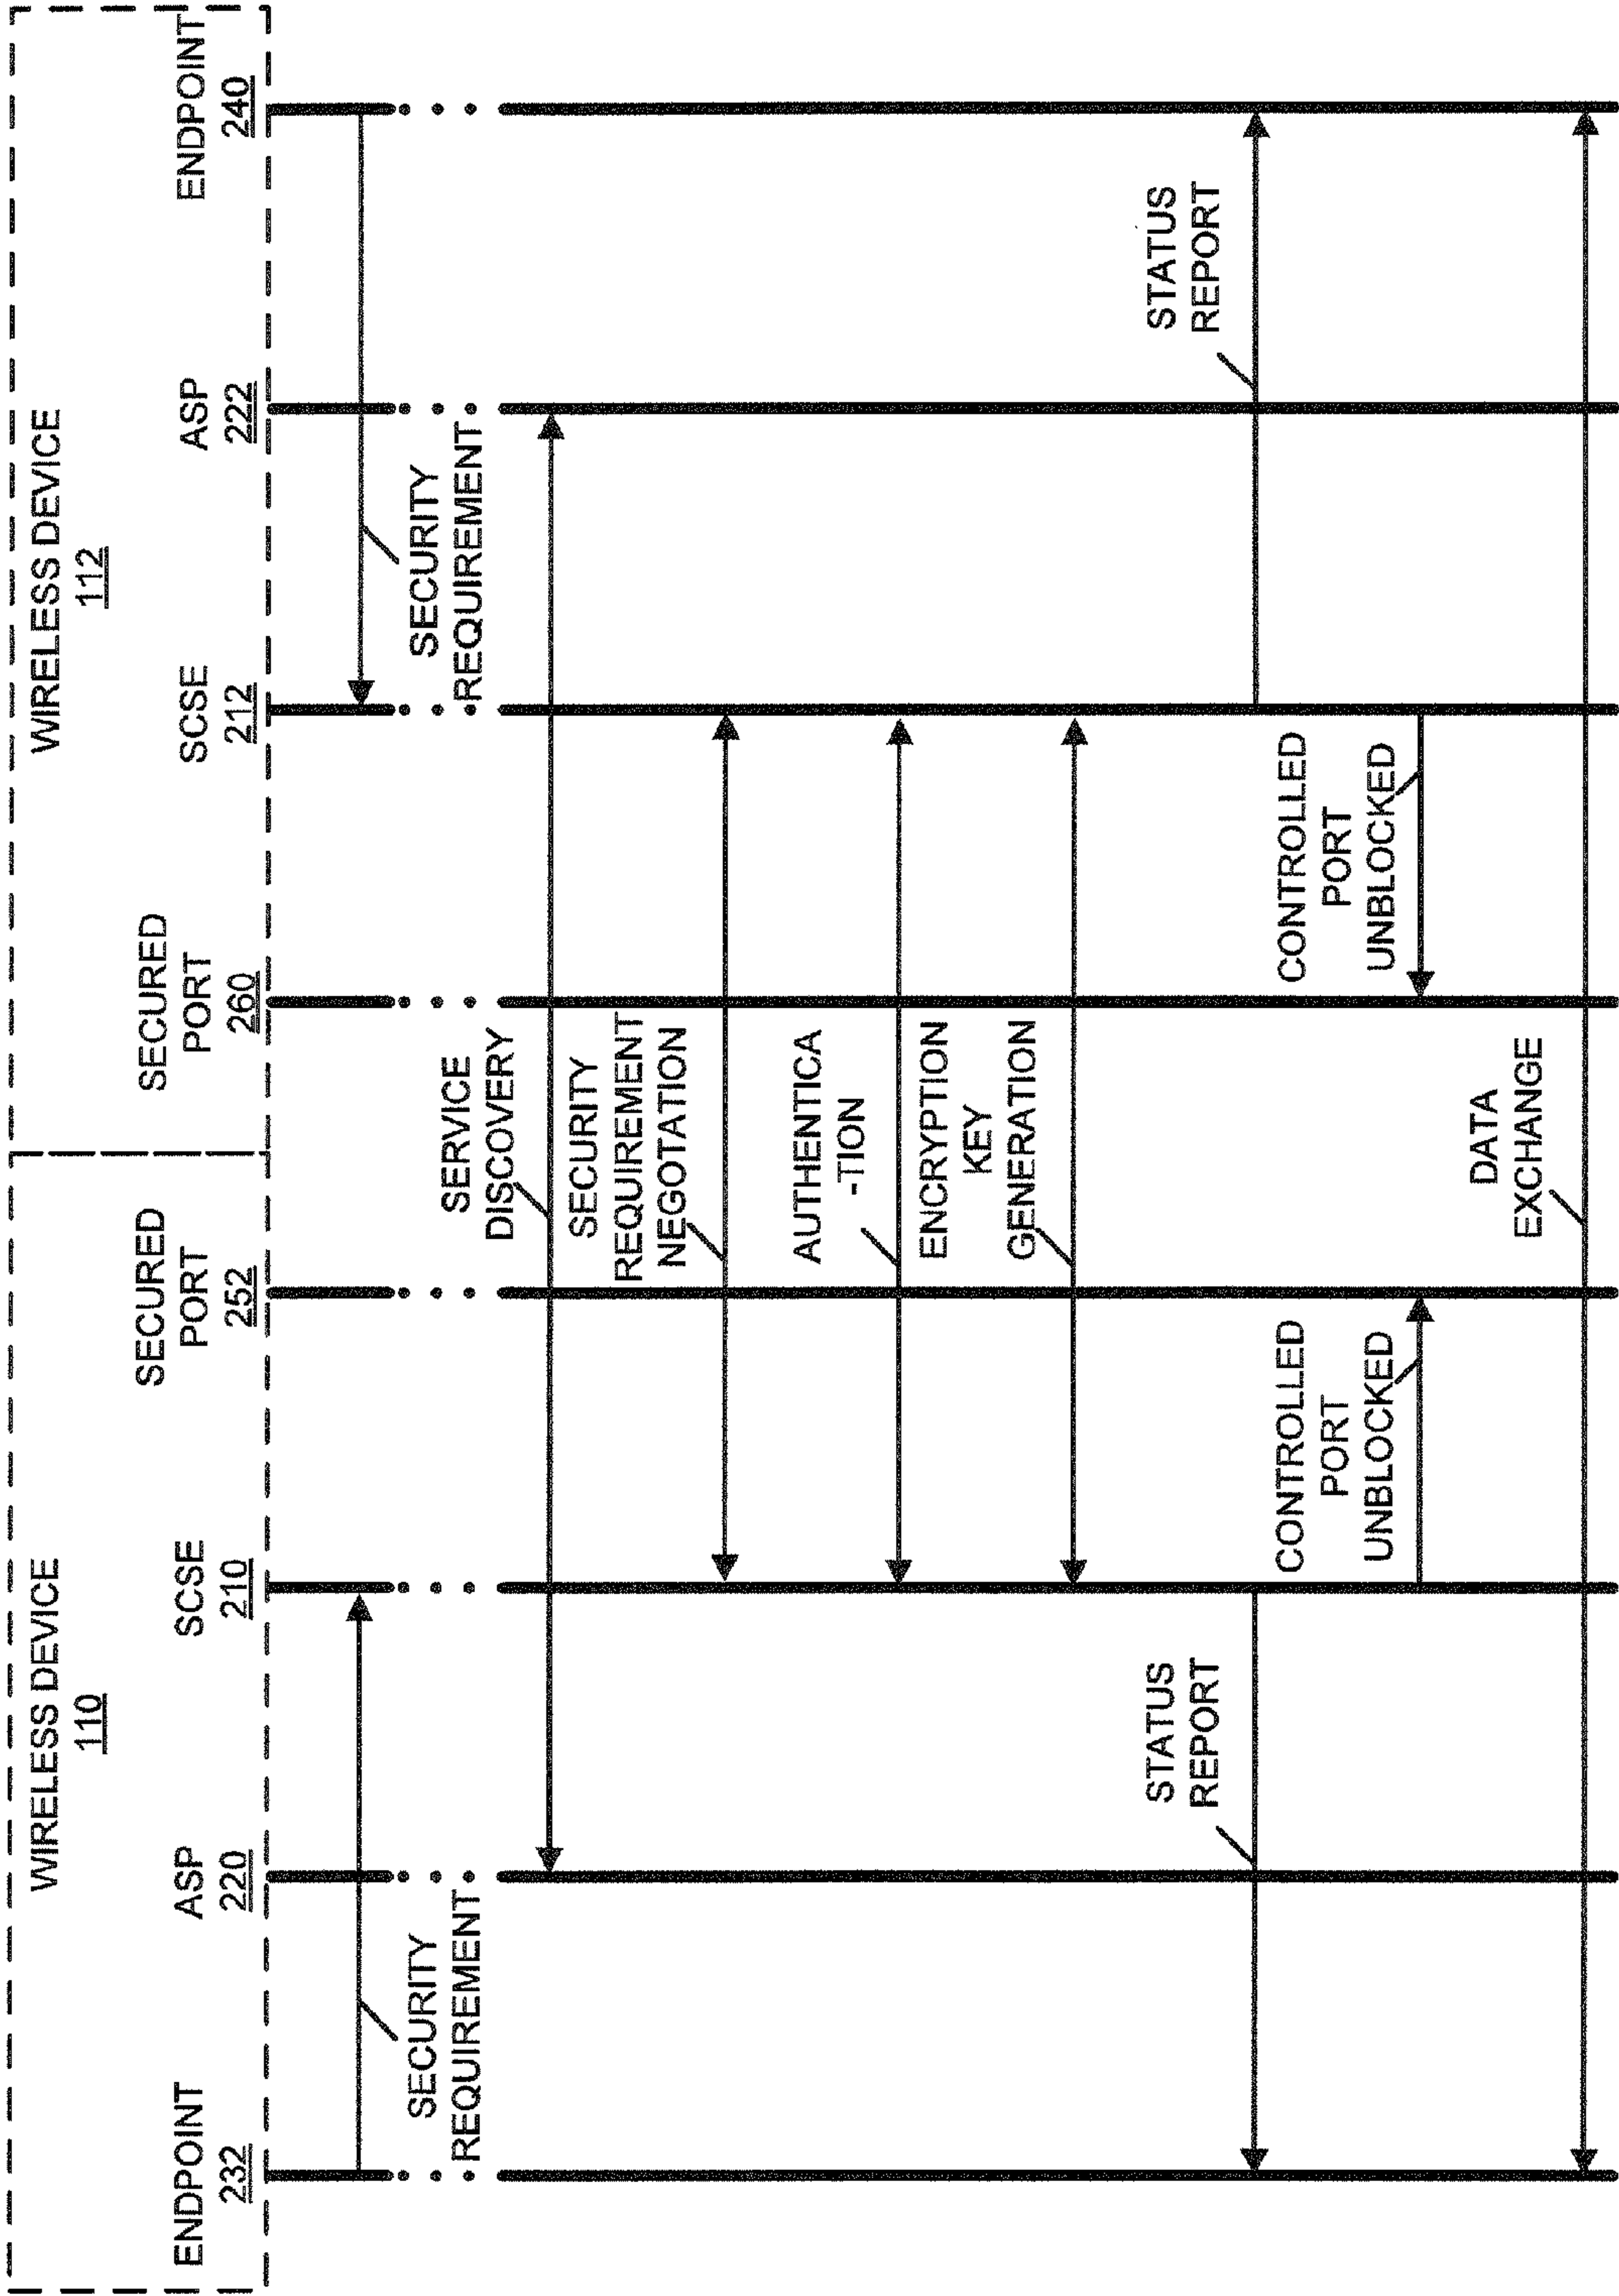 WIRELESS DEVICE
110
WIRELESS DEVICE
112
ENDPOINT
232
ASP
220
SCSE
210
SECURED
PORT
252
SECURED
PORT
260
SCSE
212
ASP
222
ENDPOINT
240
SECURITY
REQUIREMENT
SECURITY
REQUIREMENT
SERVICE
DISCOVERY
SECURITY
REQUIREMENT
NEGOTATION
AUTHENTICA
-TION
ENCRYPTION
KEY
GENERATION
STATUS
REPORT
STATUS
REPORT
CONTROLLED
PORT
UNBLOCKED
CONTROLLED
PORT
UNBLOCKED
DATA
EXCHANGE